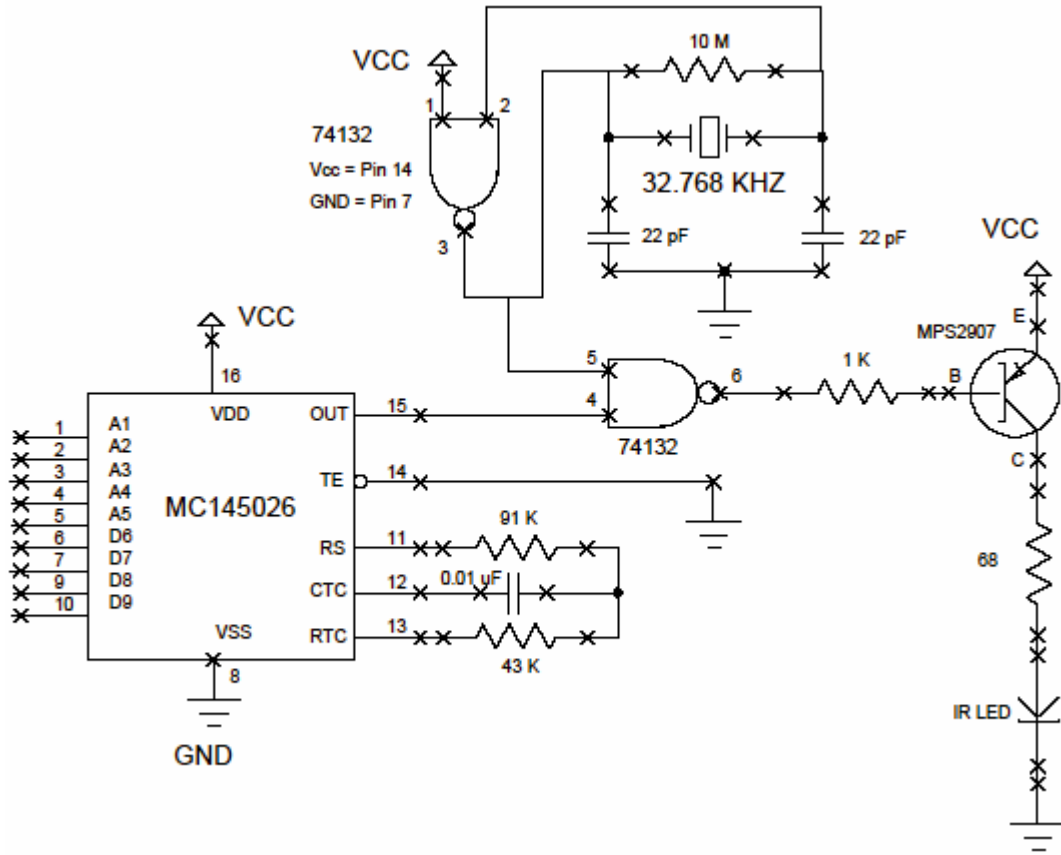 10 M
VCC
1
2
74132
Vcc = Pin 14
GND = Pin 7
32.768 KHZ
3
22 pF
22 pF
VCC
E
MPS2907
VCC
16
5
4
6
1 K
B
74132
C
VDD
OUT
15
1
A1
2
A2
3
A3
4
A4
5
A5
6
D6
7
D7
9
D8
10
D9
MC145026
TE
14
RS
11
91 K
CTC
12
0.01 uF
RTC
13
43 K
VSS
8
GND
68
IR LED